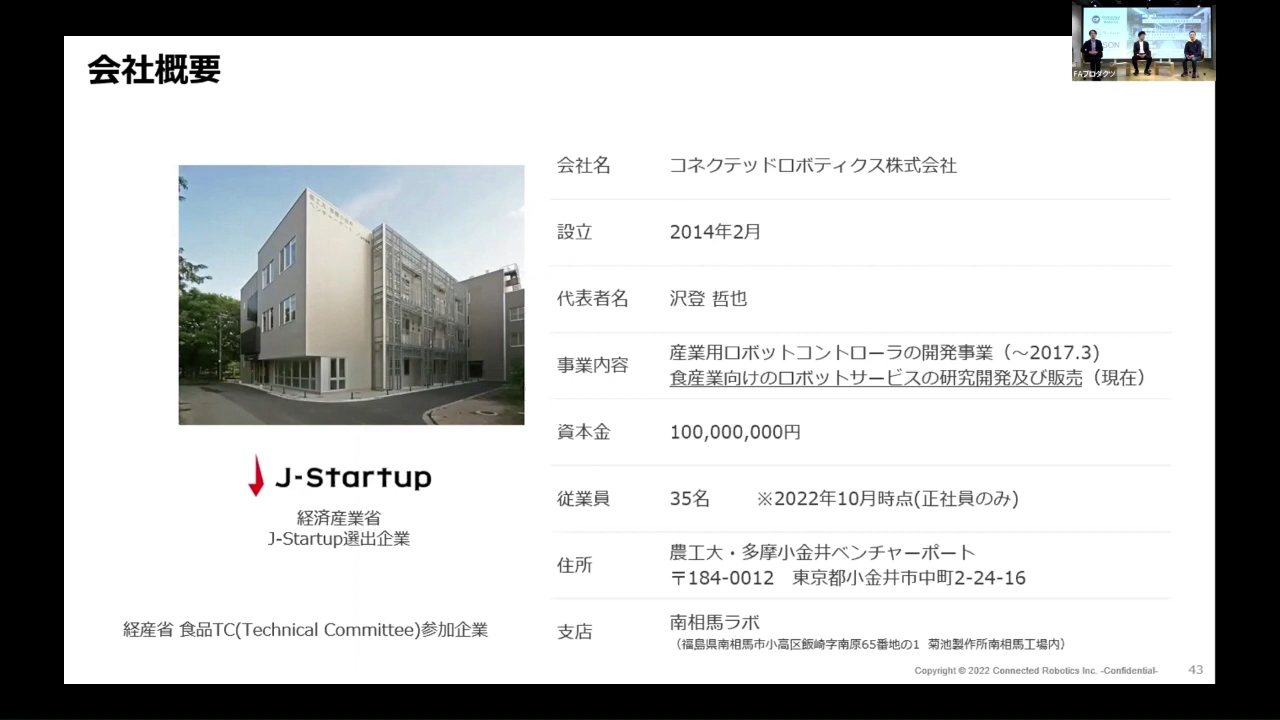 会社概要
FAプロダクツ
会社名 コネクテッドロボティクス株式会社
設立 2014年2月
代表者名 沢登 哲也
事業内容 産業用ロボットコントローラの開発事業（～2017.3)
食産業向けのロボットサービスの研究開発及び販売（現在）
資本金 100,000,000円
従業員 35名 ※2022年10月時点(正社員のみ)
住所 農工大・多摩小金井ベンチャーポート
〒184-0012 東京都小金井市中町2-24-16
支店 南相馬ラボ
（福島県南相馬市小高区飯崎字南原65番地の1 菊池製作所南相馬工場内）
J-Startup
経済産業省
J-Startup選出企業
経産省 食品TC(Technical Committee)参加企業
Copyright © 2022 Connected Robotics Inc. -Confidential- 43